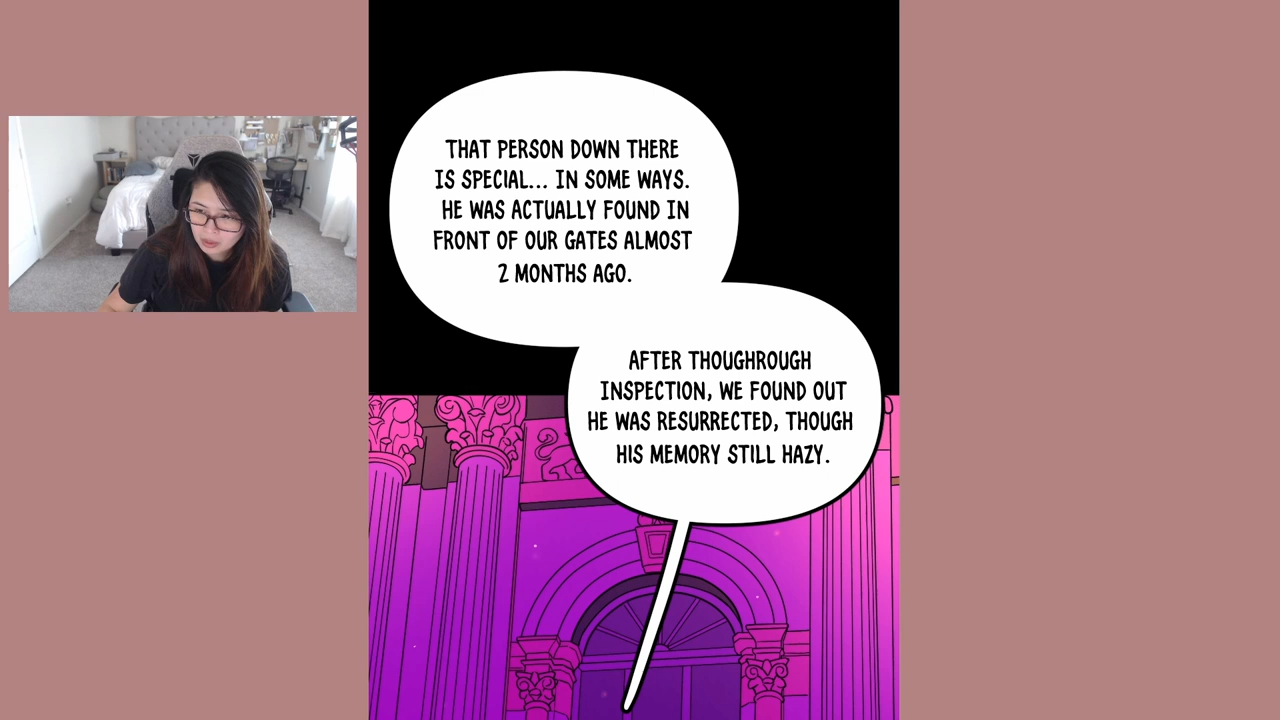 THAT PERSON DOWN THERE
IS SPECIAL... IN SOME WAYS.
HE WAS ACTUALLY FOUND IN
FRONT OF OUR GATES ALMOST
2 MONTHS AGO.
AFTER THOUGHROUGH
INSPECTION, WE FOUND OUT
HE WAS RESURRECTED, THOUGH
HIS MEMORY STILL HAZY.